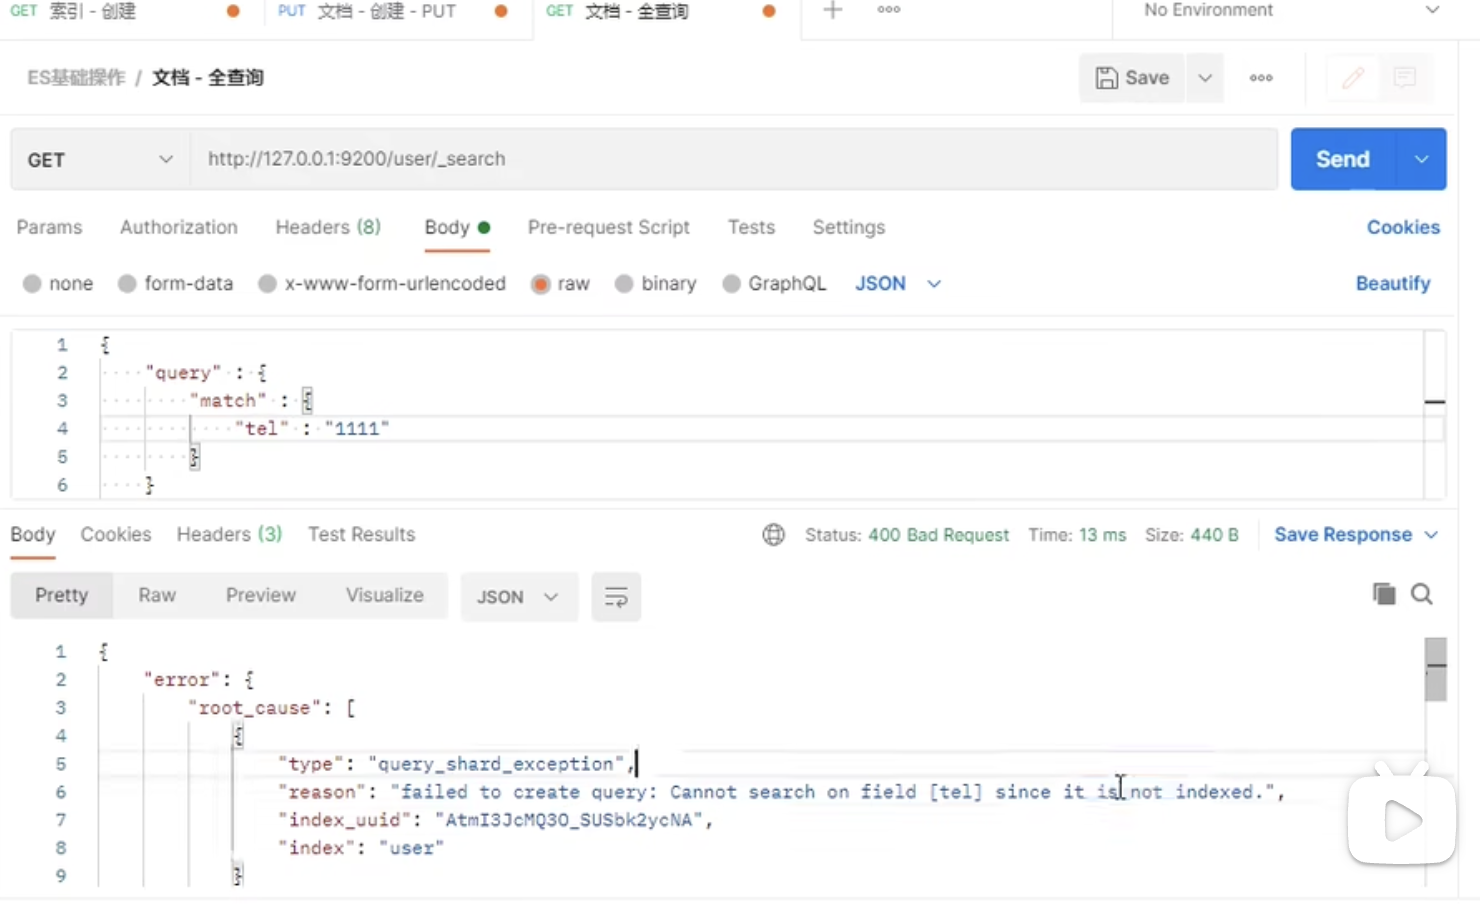 GET 索引 - 创建 PUT 文档 - 创建 - PUT GET 文档 - 全查询 No Environment
ES基础操作 / 文档 - 全查询 Save
GET http://127.0.0.1:9200/user/_search Send
Params Authorization Headers (8) Body Pre-request Script Tests Settings Cookies
none form-data x-www-form-urlencoded raw binary GraphQL JSON Beautify
1 {
2 "query" : {
3 "match" : {
4 "tel" : "1111"
5 }
6 }
Body Cookies Headers (3) Test Results Status: 400 Bad Request Time: 13 ms Size: 440 B Save Response
Pretty Raw Preview Visualize JSON
1 {
2 "error": {
3 "root_cause": [
4 {
5 "type": "query_shard_exception",
6 "reason": "failed to create query: Cannot search on field [tel] since it is not indexed.",
7 "index_uuid": "AtmI3JcMQ3O_SUSbk2ycNA",
8 "index": "user"
9 }